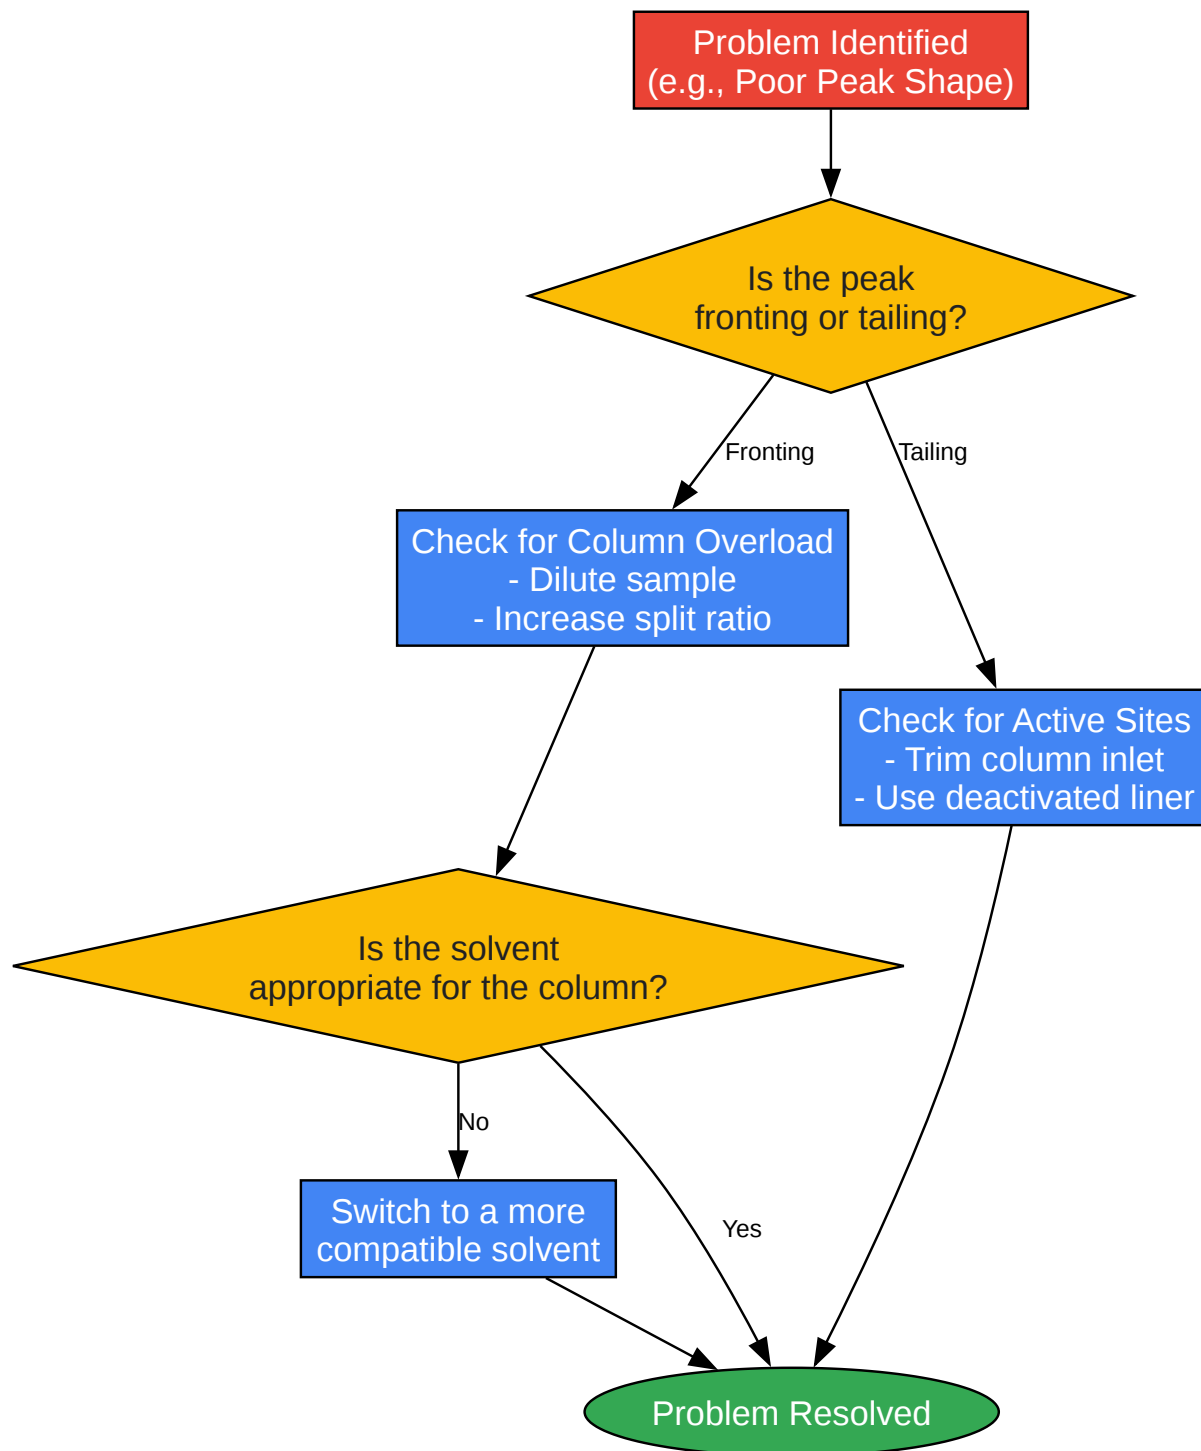 Problem Identified
(e.g., Poor Peak Shape)
Is the peak
fronting or tailing?
Fronting
Tailing
Check for Column Overload
- Dilute sample
- Increase split ratio
Check for Active Sites
- Trim column inlet
- Use deactivated liner
Is the solvent
appropriate for the column?
No
Switch to a more
compatible solvent
Yes
Problem Resolved